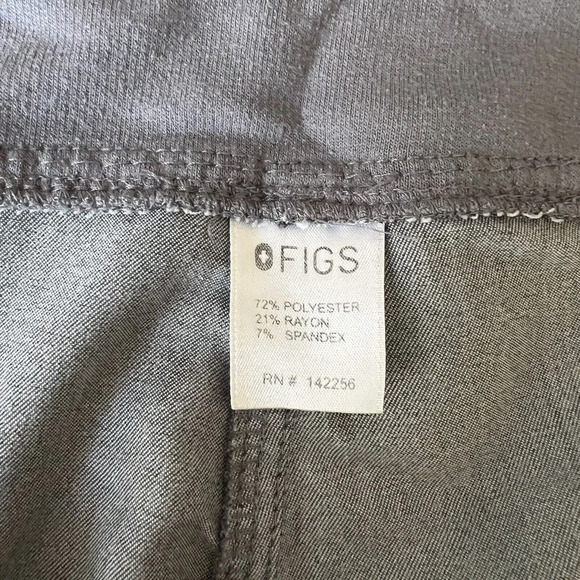 FIGS
72% POLYESTER
21% RAYON
7% SPANDEX
RN # 142256